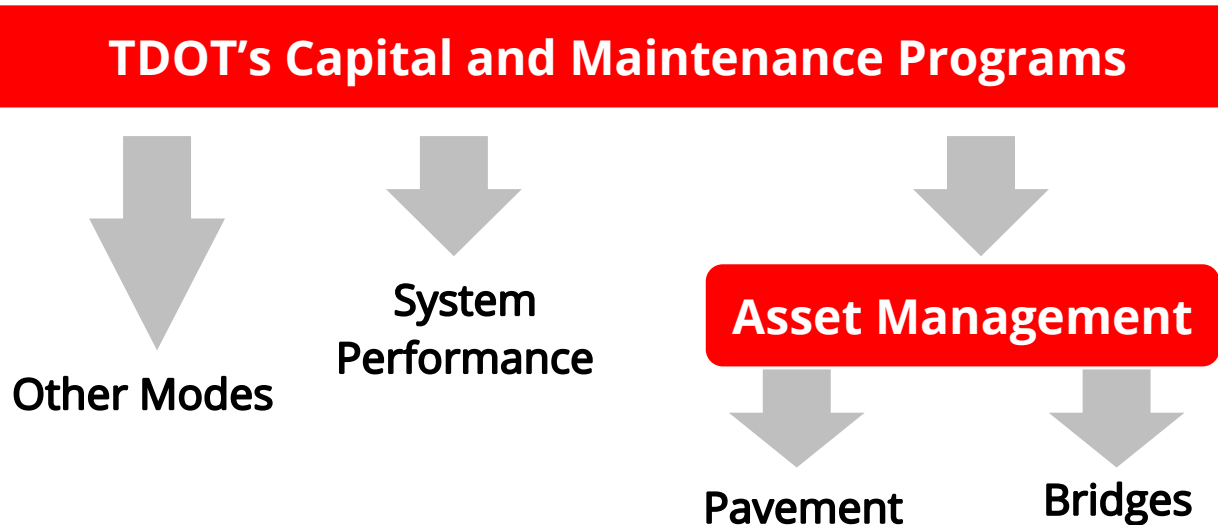 TDOT’s Capital and Maintenance Programs
System
Performance
Asset Management
Other Modes
Pavement
Bridges